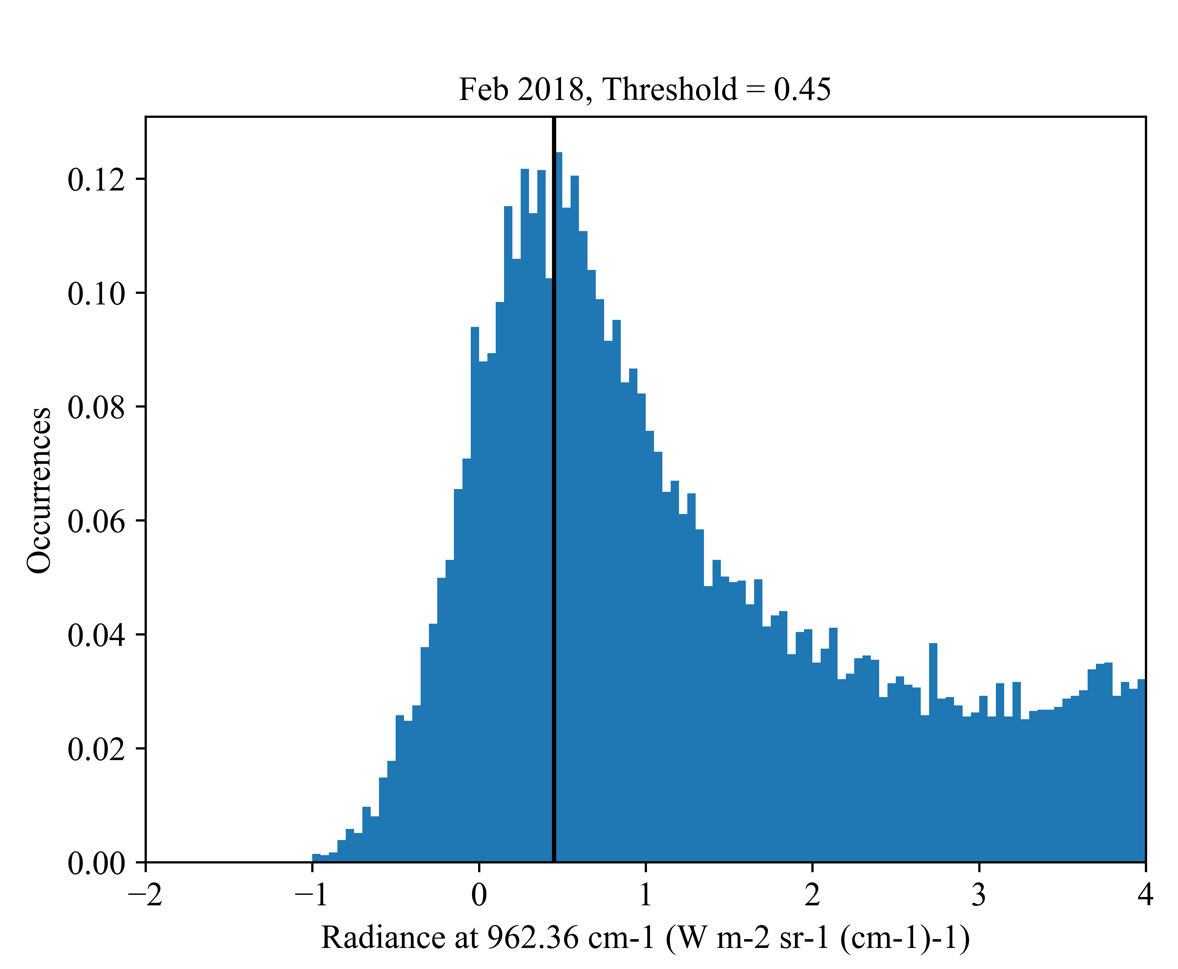 Feb 2018, Threshold = 0.45
Occurrences
0.12
0.10
0.08
0.06
0.04
0.02
0.00
−2 −1 0 1 2 3 4
Radiance at 962.36 cm-1 (W m-2 sr-1 (cm-1)-1)